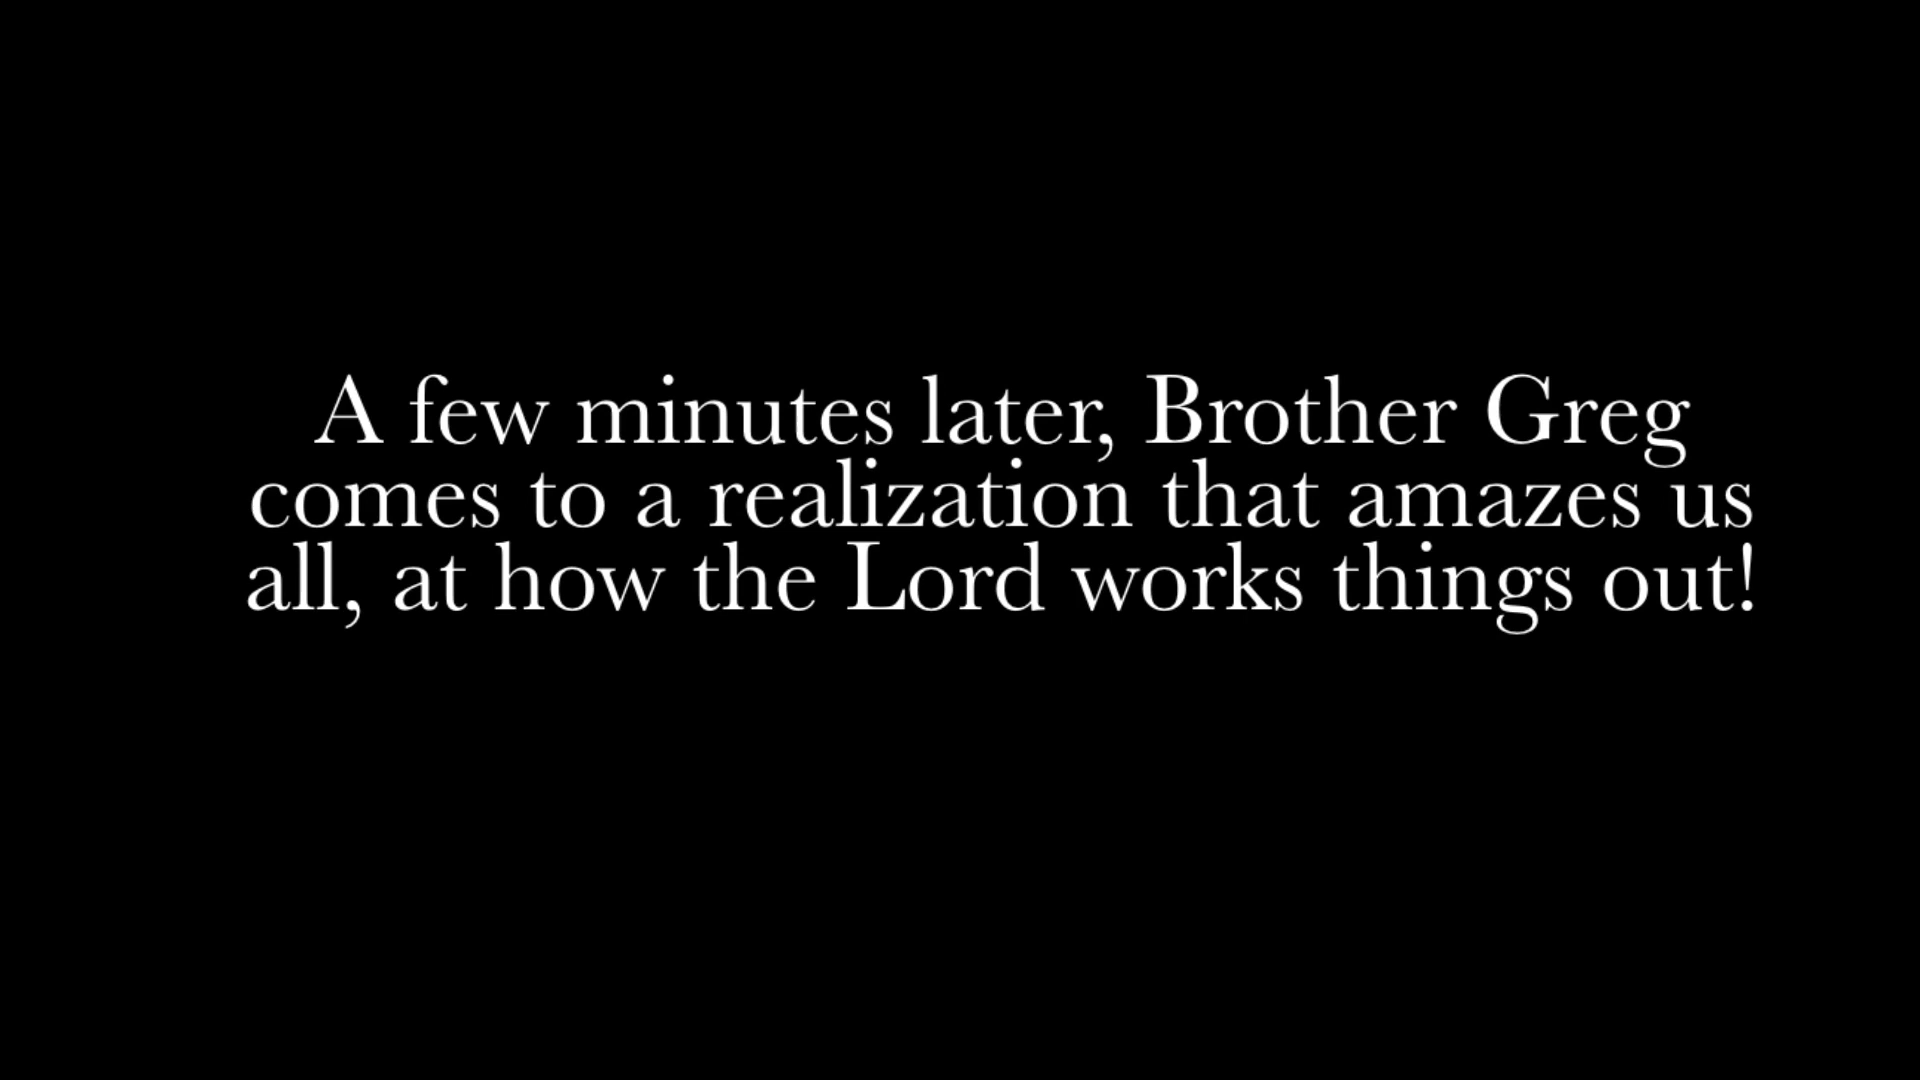 A few minutes later, Brother Greg
comes to a realization that amazes us
all, at how the Lord works things out!